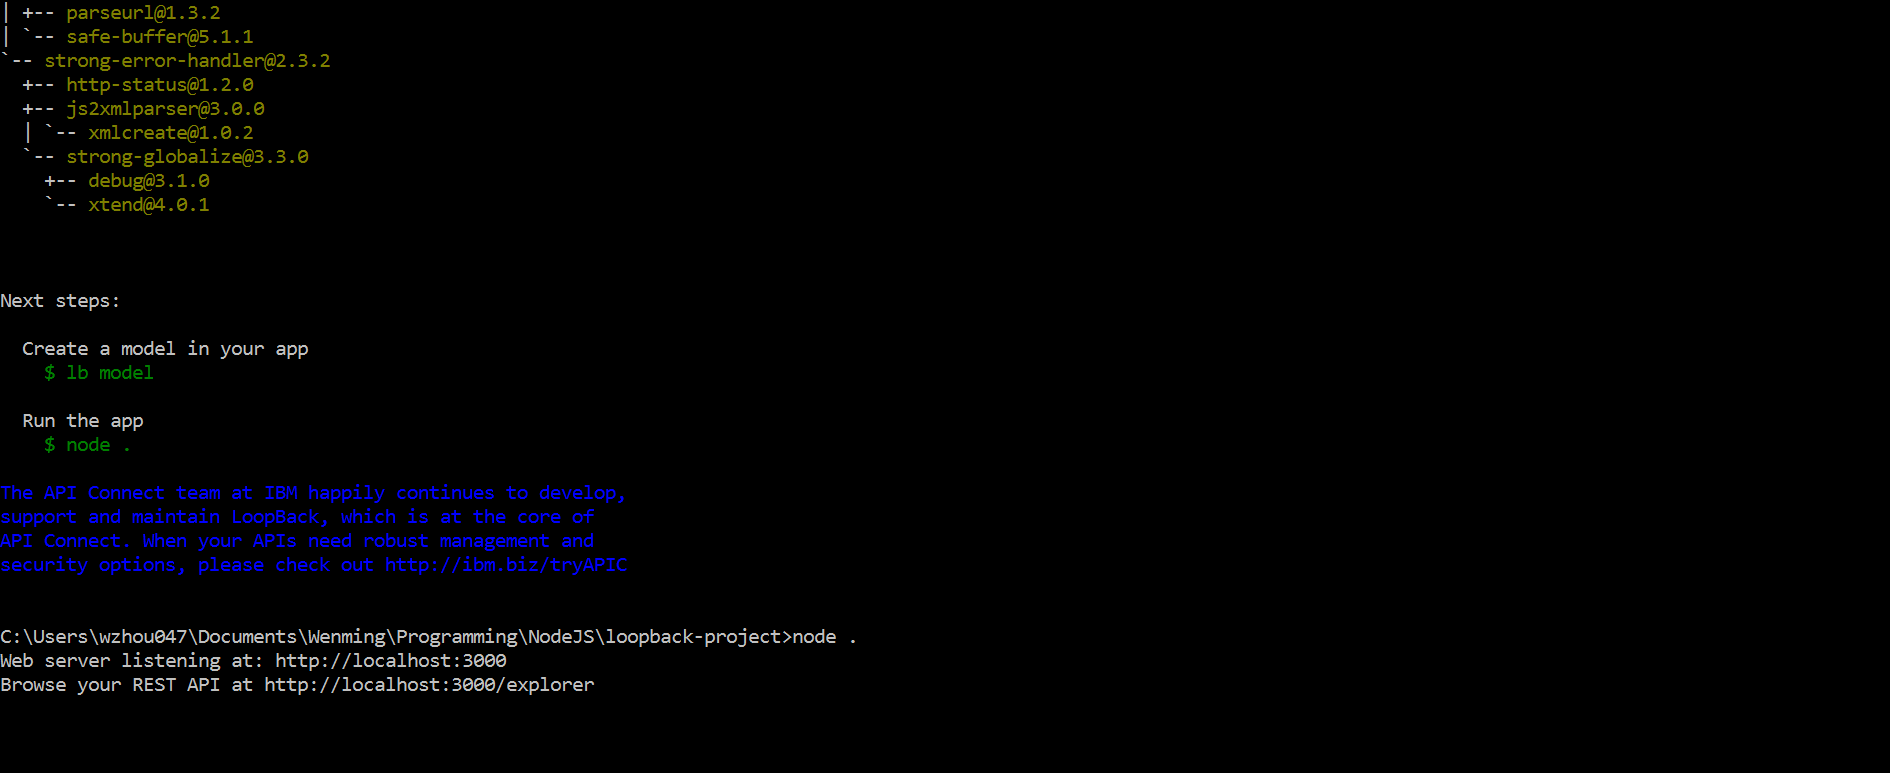 | +-- parseurl@1.3.2
| `-- safe-buffer@5.1.1
`-- strong-error-handler@2.3.2
  +-- http-status@1.2.0
  +-- js2xmlparser@3.0.0
  | `-- xmlcreate@1.0.2
  `-- strong-globalize@3.3.0
    +-- debug@3.1.0
    `-- xtend@4.0.1
Next steps:
  Create a model in your app
    $ lb model
  Run the app
    $ node .
The API Connect team at IBM happily continues to develop,
support and maintain LoopBack, which is at the core of
API Connect. When your APIs need robust management and
security options, please check out http://ibm.biz/tryAPIC
C:\Users\wzhou047\Documents\Wenming\Programming\NodeJS\loopback-project>node .
Web server listening at: http://localhost:3000
Browse your REST API at http://localhost:3000/explorer